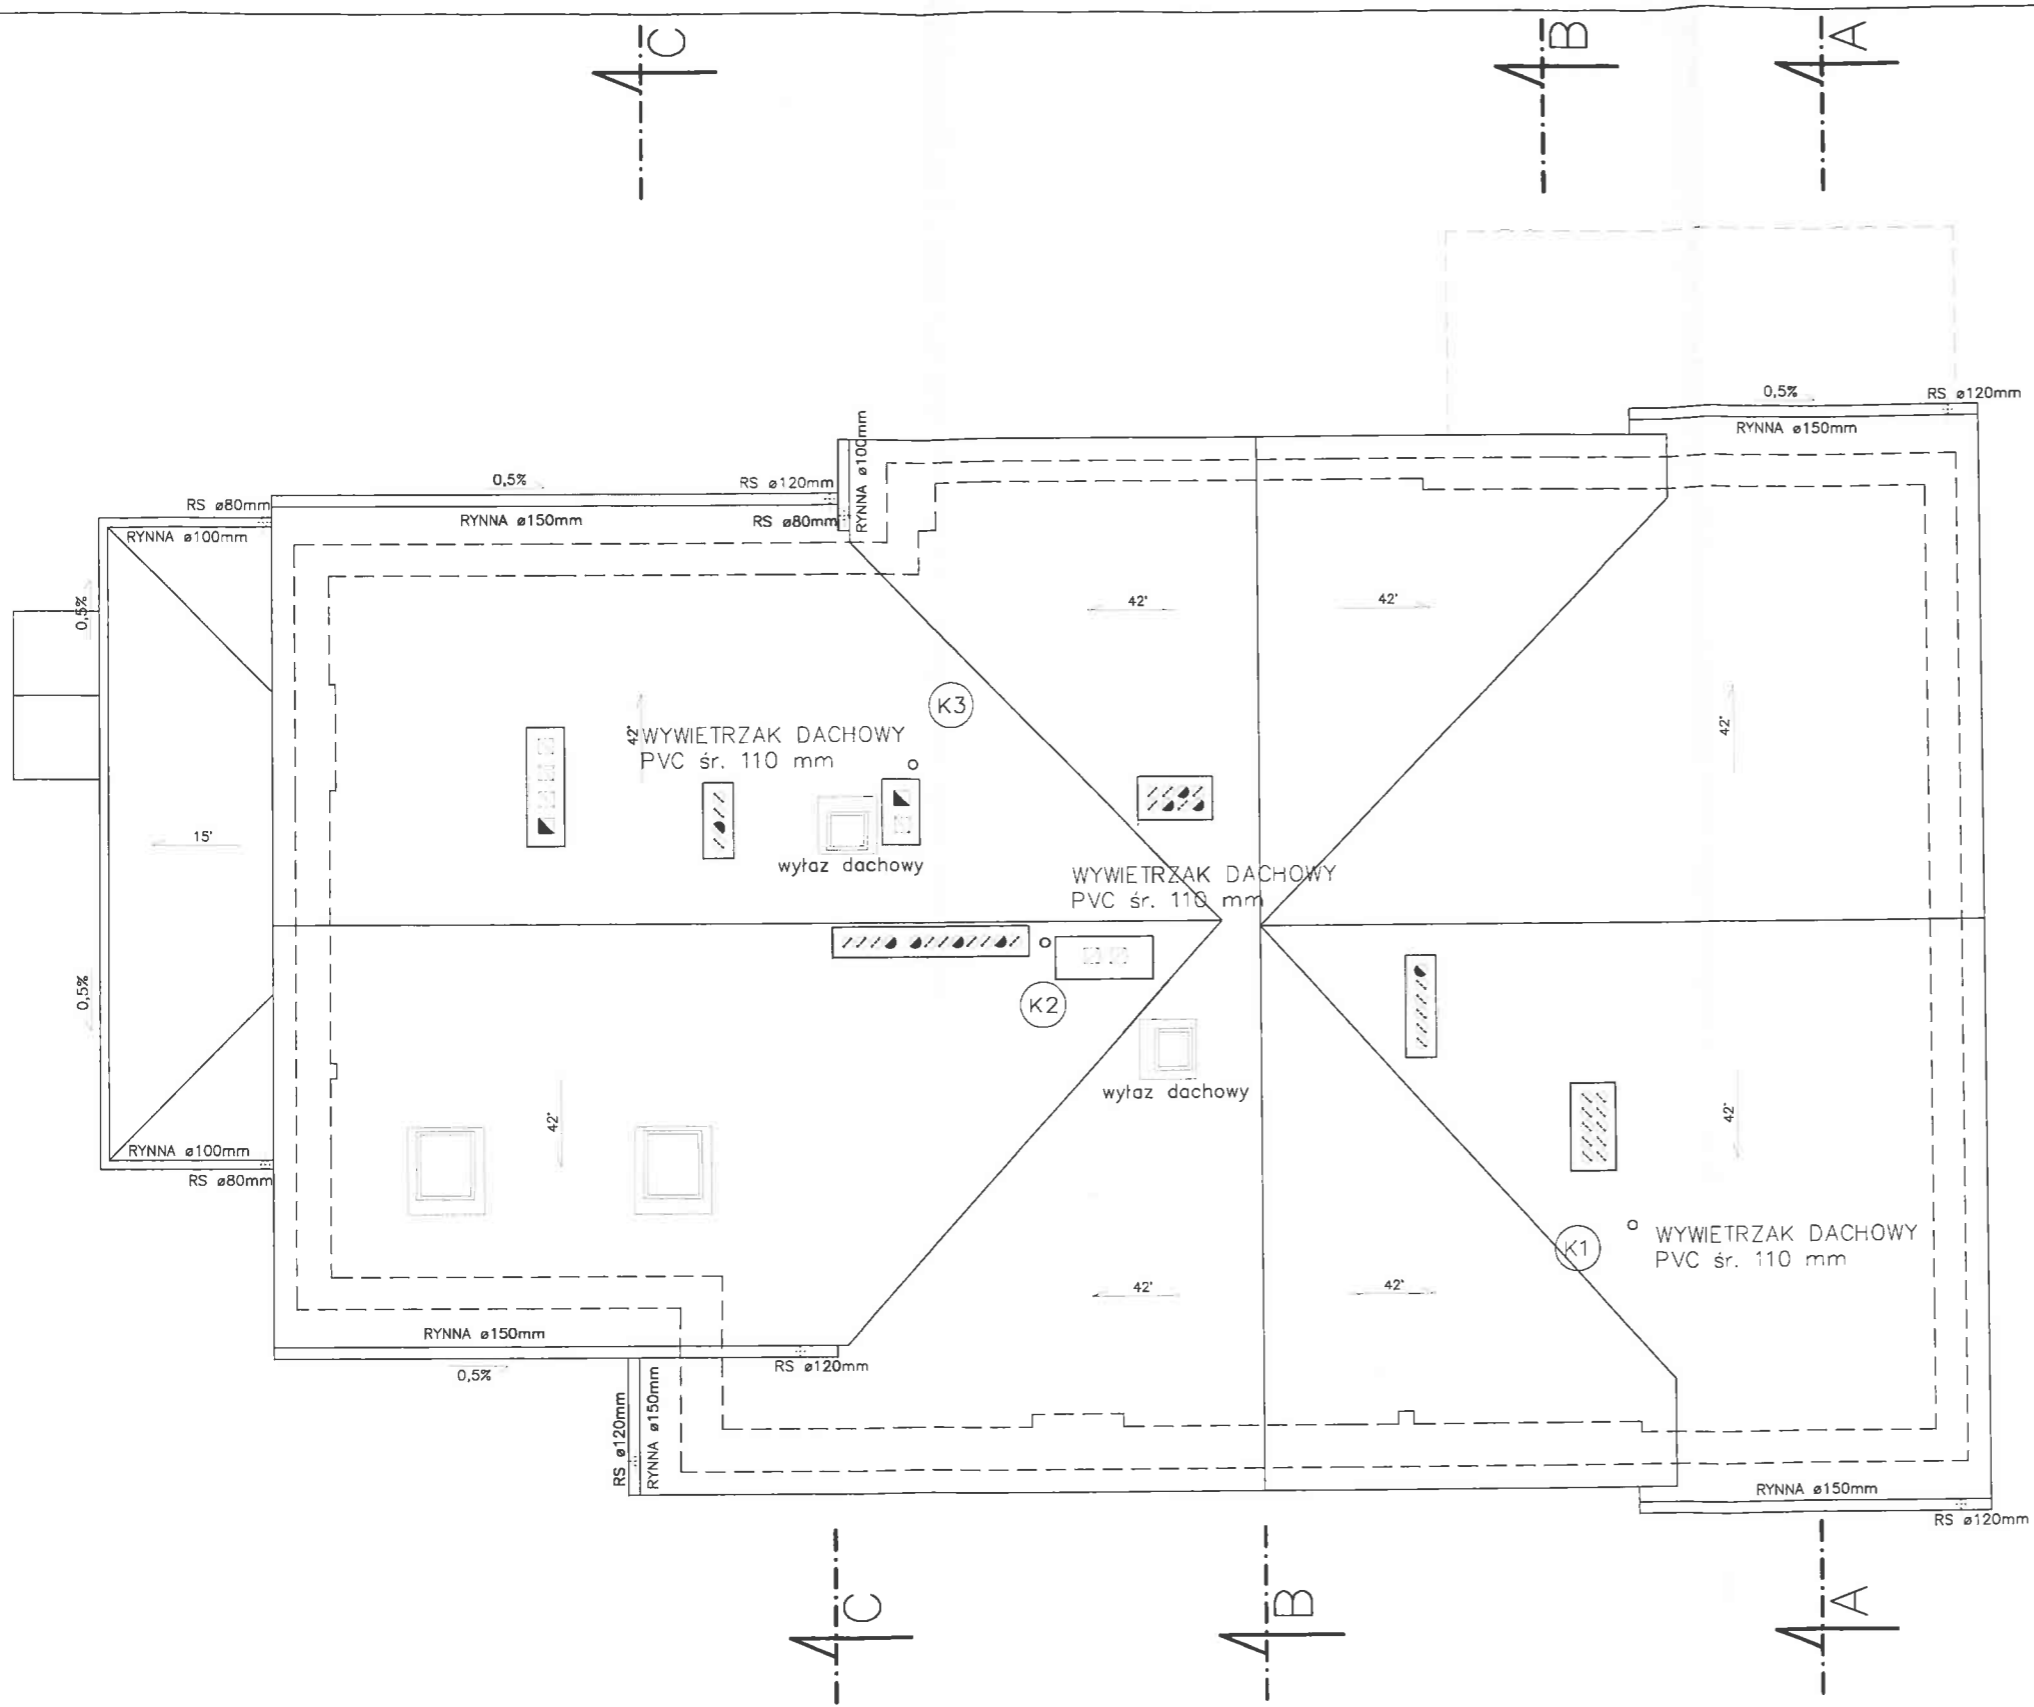 C
B
A
0,5%
RS ø120mm
RYNNA ø150mm
RYNNA ø100mm
0,5%
RS ø120mm
RS ø80mm
RYNNA ø150mm
RS ø80mm
RYNNA ø100mm
0,5%
42°
42°
K3
42°
WYWIETRZAK DACHOWY
PVC śr. 110 mm
42°
15°
wyłaz dachowy
WYWIETRZAK DACHOWY
PVC śr. 110 mm
0,5%
K2
wyłaz dachowy
42°
42°
RYNNA ø100mm
RS ø80mm
K1
WYWIETRZAK DACHOWY
PVC śr. 110 mm
42°
42°
RYNNA ø150mm
RS ø120mm
0,5%
RS ø120mm
RYNNA ø150mm
RYNNA ø150mm
RS ø120mm
C
B
A